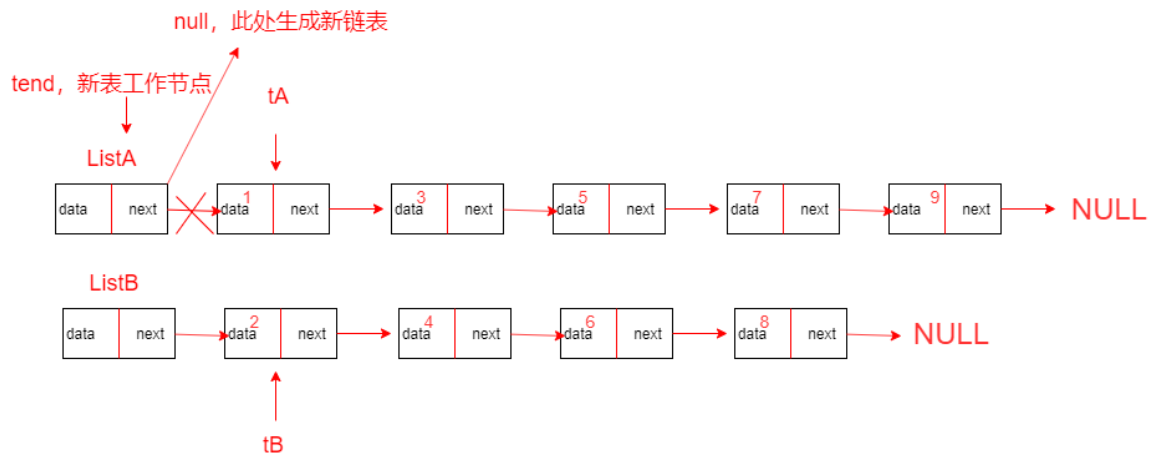 null，此处生成新链表
tend，新表工作节点
tA
ListA
data next data 1 next data 3 next data 5 next data 7 next data 9 next NULL
ListB
data next data 2 next data 4 next data 6 next data 8 next NULL
tB